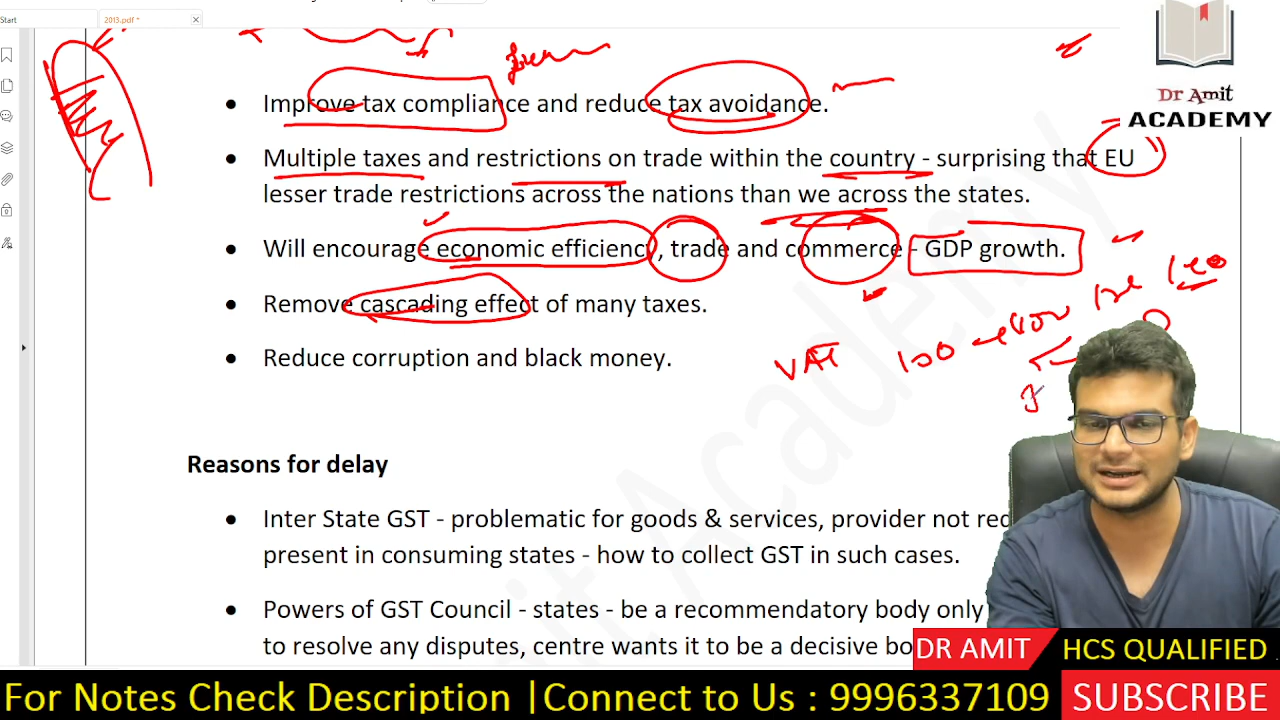 Start
2013.pdf *
Dr Amit
ACADEMY
• Improve tax compliance and reduce tax avoidance.
• Multiple taxes and restrictions on trade within the country - surprising that EU
lesser trade restrictions across the nations than we across the states.
• Will encourage economic efficiency, trade and commerce - GDP growth.
• Remove cascading effect of many taxes.
VAT 100
• Reduce corruption and black money.
Reasons for delay
• Inter State GST - problematic for goods & services, provider not
present in consuming states - how to collect GST in such cases.
• Powers of GST Council - states - be a recommendatory body only
to resolve any disputes, centre wants it to be a decisive
DR AMIT HCS QUALIFIED
For Notes Check Description |Connect to Us : 9996337109 SUBSCRIBE